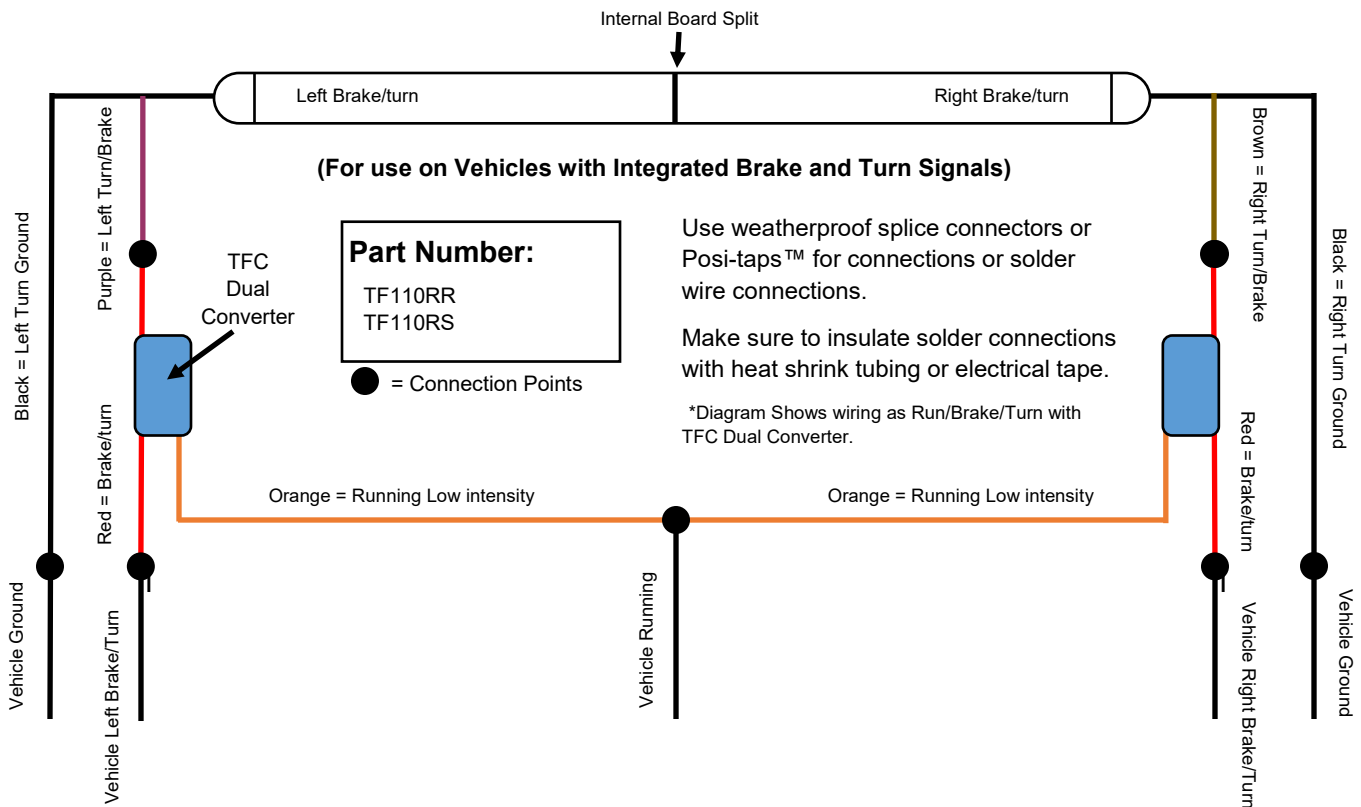 Internal Board Split
Left Brake/turn
Right Brake/turn
(For use on Vehicles with Integrated Brake and Turn Signals)
Black = Left Turn Ground
Purple = Left Turn/Brake
TFC
Dual
Converter
Part Number:
TF110RR
TF110RS
= Connection Points
Use weatherproof splice connectors or
Posi-taps™ for connections or solder
wire connections.
Make sure to insulate solder connections
with heat shrink tubing or electrical tape.
*Diagram Shows wiring as Run/Brake/Turn with
TFC Dual Converter.
Brown = Right Turn/Brake
Black = Right Turn Ground
Red = Brake/turn
Orange = Running Low intensity
Orange = Running Low intensity
Red = Brake/turn
Vehicle Ground
Vehicle Left Brake/Turn
Vehicle Running
Vehicle Right Brake/Turn
Vehicle Ground